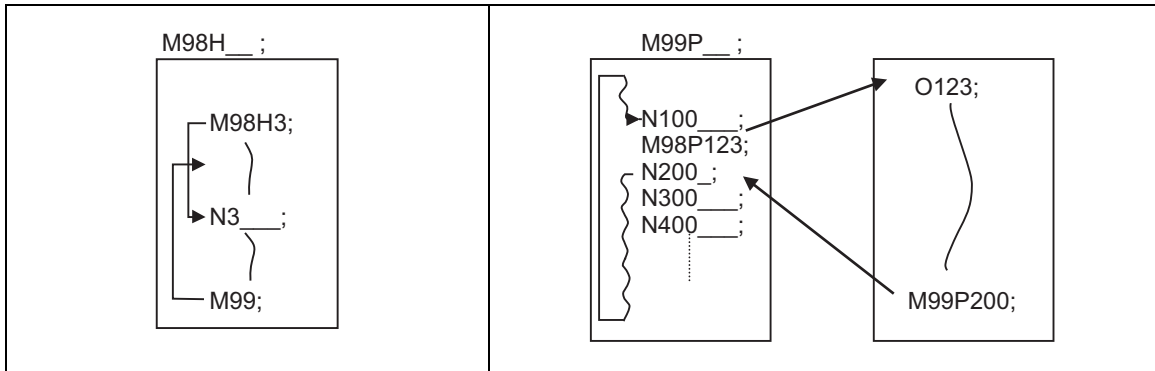 M98H__ ;
M98H3;
N3___;
M99;
M99P__ ;
N100___;
M98P123;
N200_;
N300___;
N400___;
O123;
M99P200;